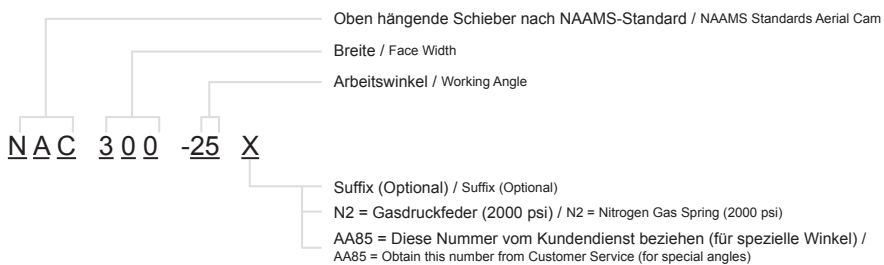 Oben hängende Schieber nach NAAMS-Standard / NAAMS Standards Aerial Cam
Breite / Face Width
Arbeitswinkel / Working Angle
NAC 300 -25 X
Suffix (Optional) / Suffix (Optional)
N2 = Gasdruckfeder (2000 psi) / N2 = Nitrogen Gas Spring (2000 psi)
AA85 = Diese Nummer vom Kundendienst beziehen (für spezielle Winkel) /
AA85 = Obtain this number from Customer Service (for special angles)